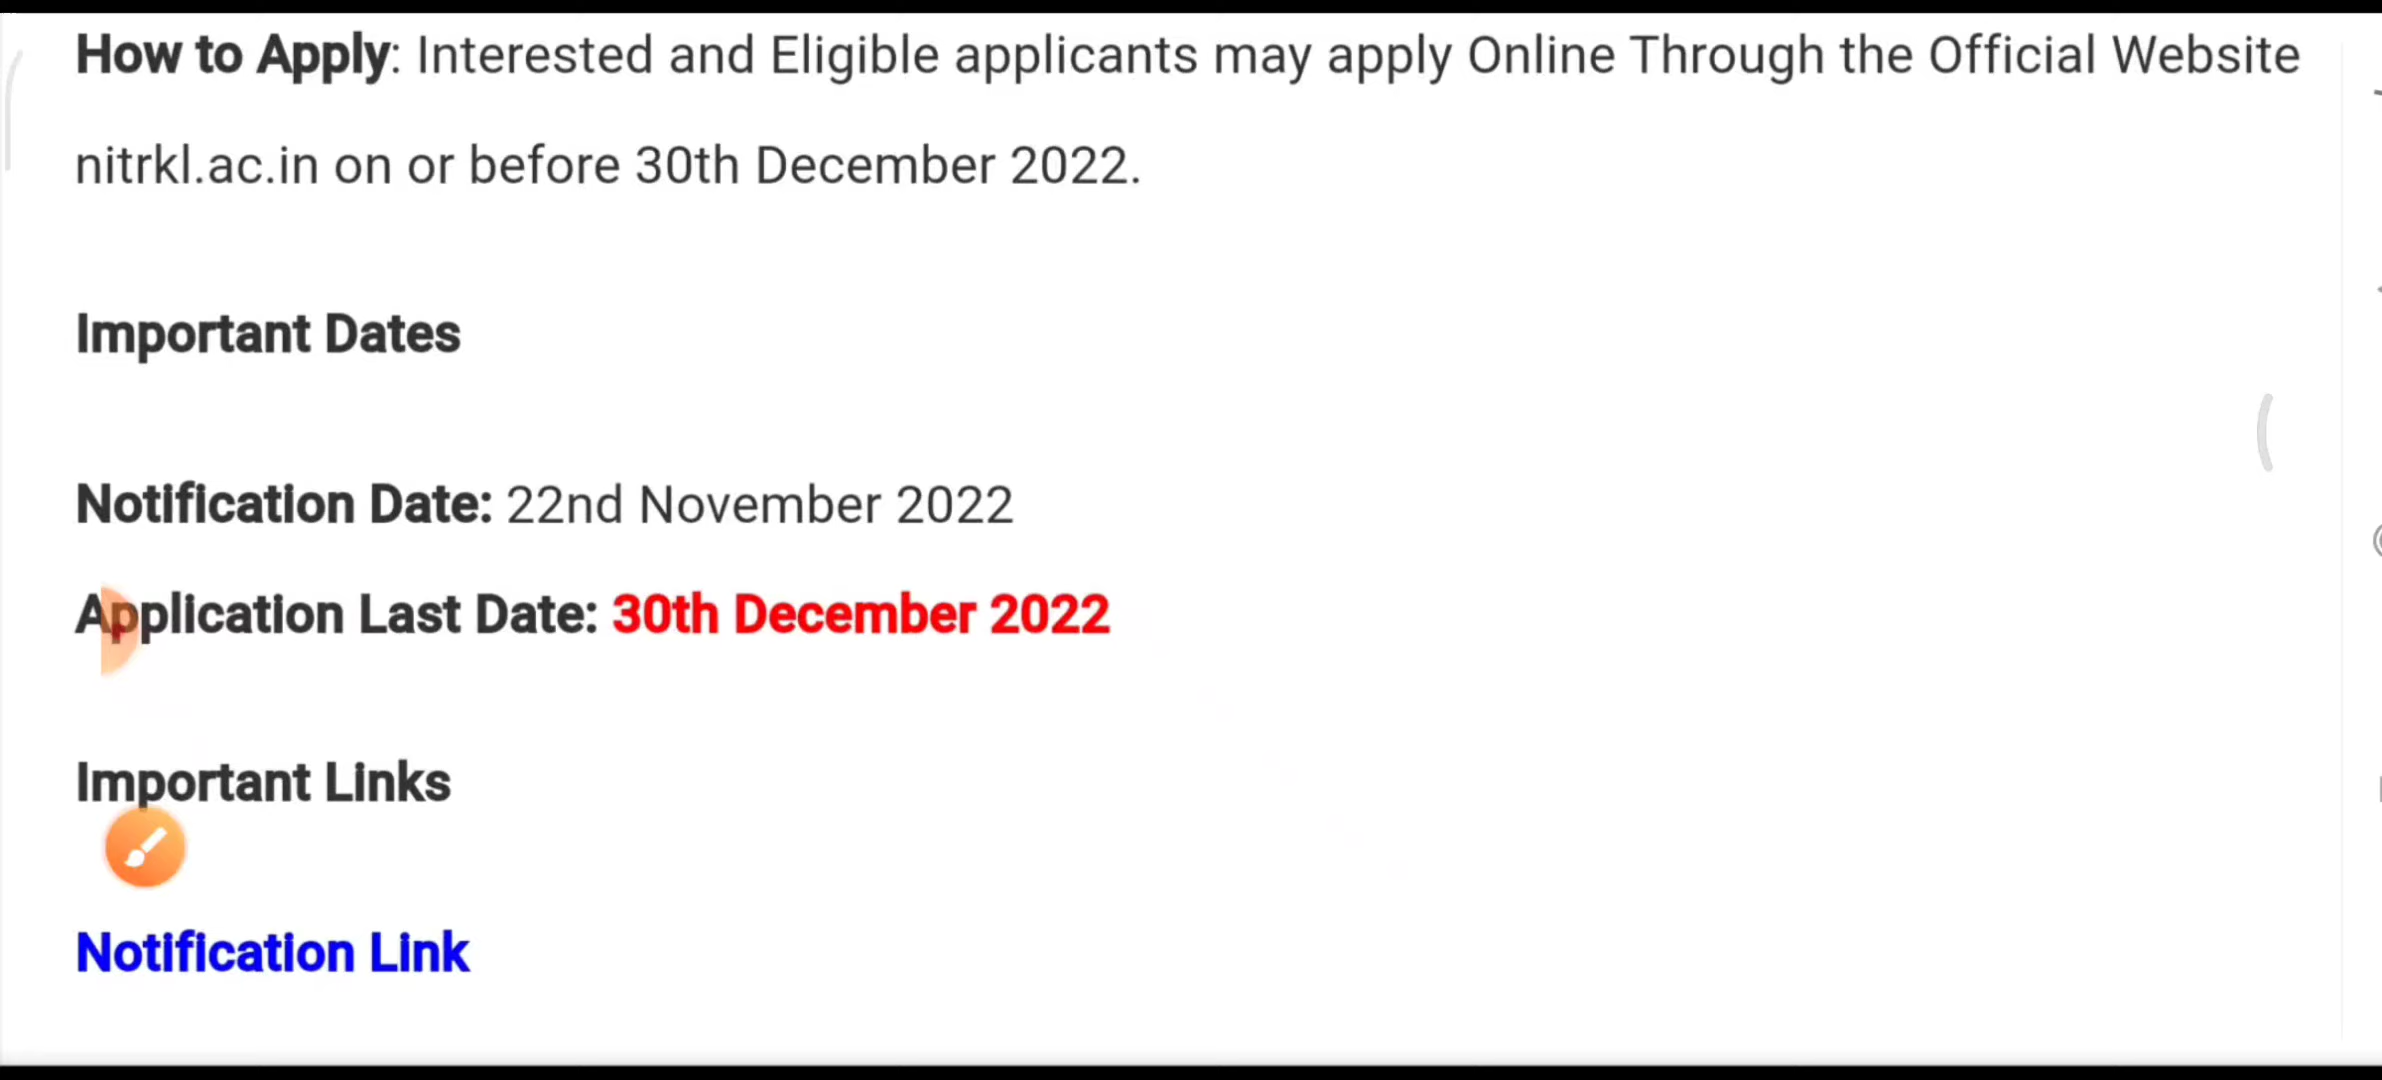 How to Apply: Interested and Eligible applicants may apply Online Through the Official Website
nitrkl.ac.in on or before 30th December 2022.
Important Dates
Notification Date: 22nd November 2022
Application Last Date: 30th December 2022
Important Links
Notification Link